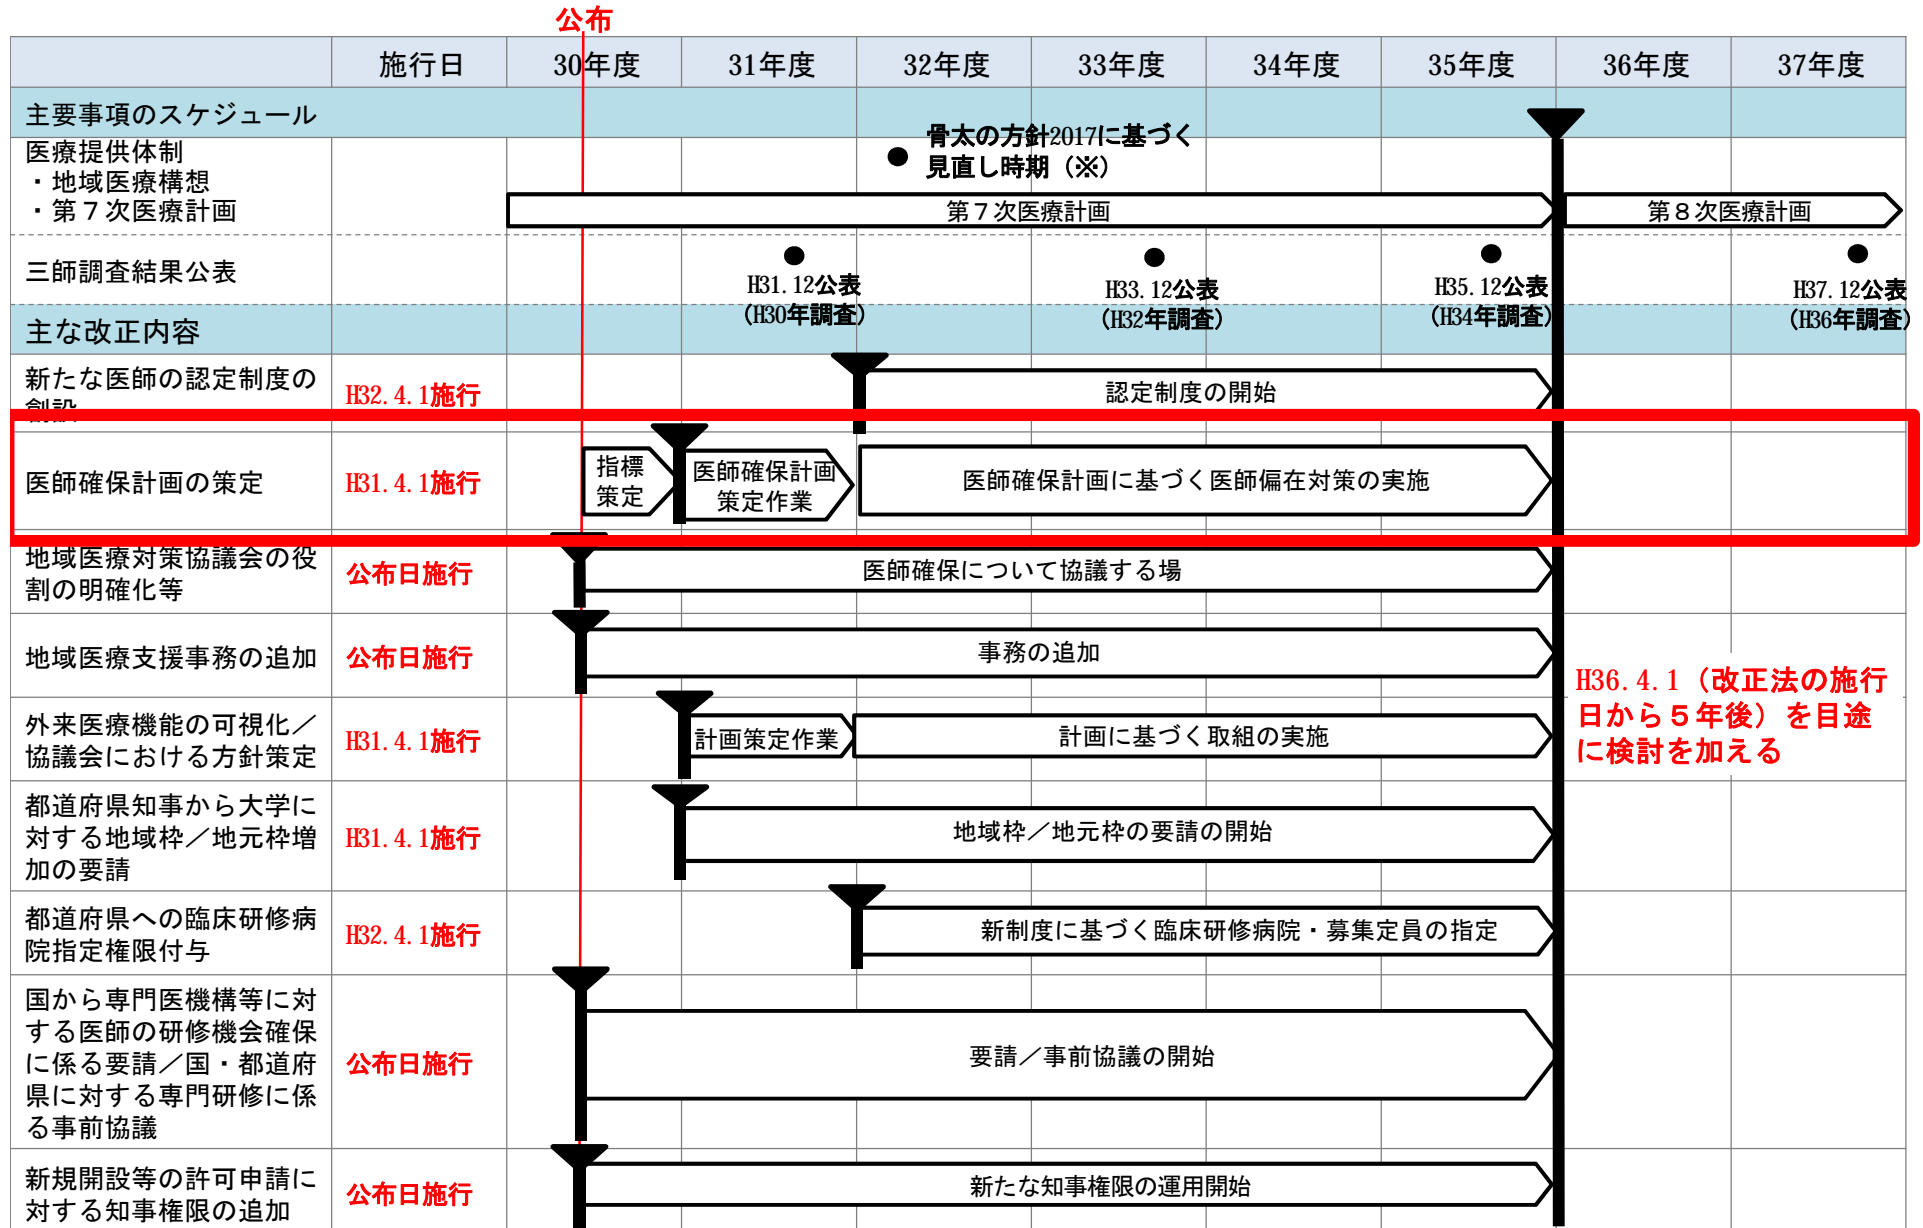 公布
施行日
30年度
31年度
32年度
33年度
34年度
35年度
36年度
37年度
主要事項のスケジュール
医療提供体制
・地域医療構想
・第７次医療計画
骨太の方針2017に基づく
見直し時期（※）
第７次医療計画
第８次医療計画
三師調査結果公表
H31.12公表
(H30年調査)
H33.12公表
(H32年調査)
H35.12公表
(H34年調査)
H37.12公表
(H36年調査)
主な改正内容
新たな医師の認定制度の
創設
H32.4.1施行
認定制度の開始
医師確保計画の策定
H31.4.1施行
指標
策定
医師確保計画
策定作業
医師確保計画に基づく医師偏在対策の実施
地域医療対策協議会の役
割の明確化等
公布日施行
医師確保について協議する場
地域医療支援事務の追加
公布日施行
事務の追加
H36.4.1（改正法の施行
日から５年後）を目途
に検討を加える
外来医療機能の可視化／
協議会における方針策定
H31.4.1施行
計画策定作業
計画に基づく取組の実施
都道府県知事から大学に
対する地域枠／地元枠増
加の要請
H31.4.1施行
地域枠／地元枠の要請の開始
都道府県への臨床研修病
院指定権限付与
H32.4.1施行
新制度に基づく臨床研修病院・募集定員の指定
国から専門医機構等に対
する医師の研修機会確保
に係る要請／国・都道府
県に対する専門研修に係
る事前協議
公布日施行
要請／事前協議の開始
新規開設等の許可申請に
対する知事権限の追加
公布日施行
新たな知事権限の運用開始